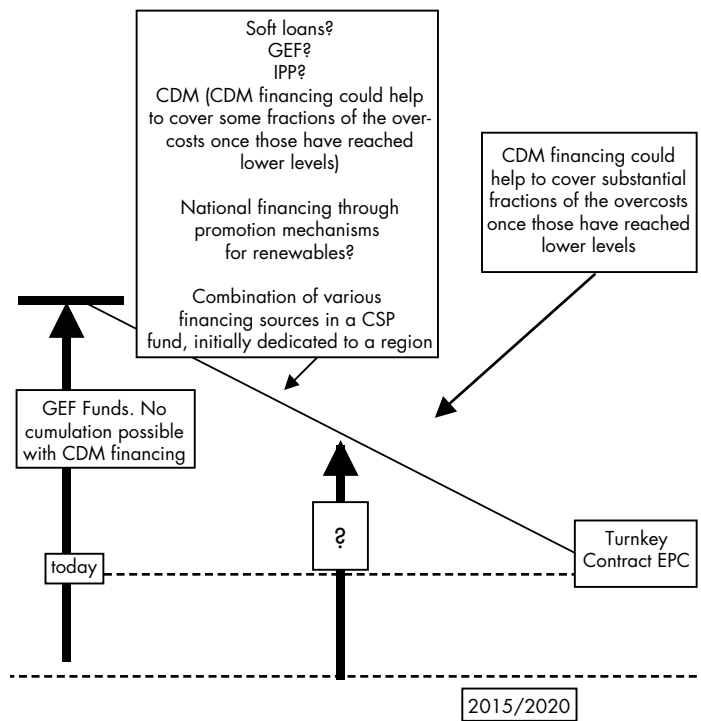 Soft loans?
GEF?
IPP?
CDM (CDM financing could help
to cover some fractions of the over-
costs once those have reached
lower levels)
National financing through
promotion mechanisms
for renewables?
Combination of various
financing sources in a CSP
fund, initially dedicated to a region
CDM financing could
help to cover substantial
fractions of the overcosts
once those have reached
lower levels
GEF Funds. No
cumulation possible
with CDM financing
?
today
Turnkey
Contract EPC
2015/2020